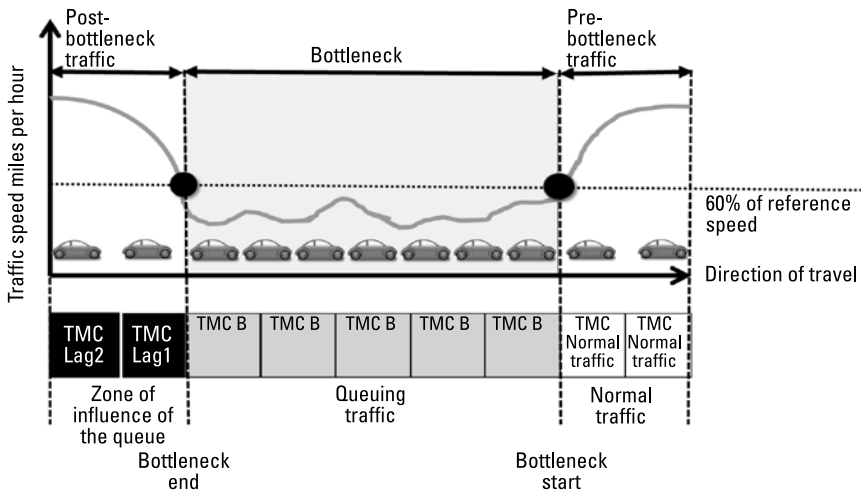 Post-
bottleneck
traffic
Bottleneck
Pre-
bottleneck
traffic
Traffic speed miles per hour
60% of reference
speed
Direction of travel
TMC
Lag2
TMC
Lag1
TMC B
TMC B
TMC B
TMC B
TMC B
TMC
Normal
traffic
TMC
Normal
traffic
Zone of
influence of
the queue
Queuing
traffic
Normal
traffic
Bottleneck
end
Bottleneck
start